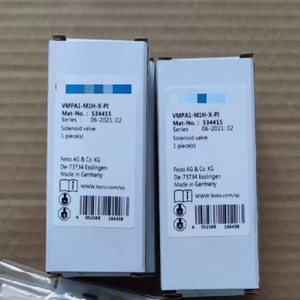 VMPA1-M1H-X-PI
Mat-No.: 534415
Series : 06-2021: 02
Solenoid valve
1 piece(s)
Festo AG & Co. KG
De-73734 Esslingen
Made in Germany
www.festo.com/sp
VMPA1-M1H-X-PI
Mat-No.: 534415
Series : 06-2021: 02
Solenoid valve
1 piece(s)
Festo AG & Co. KG
De-73734 Esslingen
Made in Germany
www.festo.com/sp